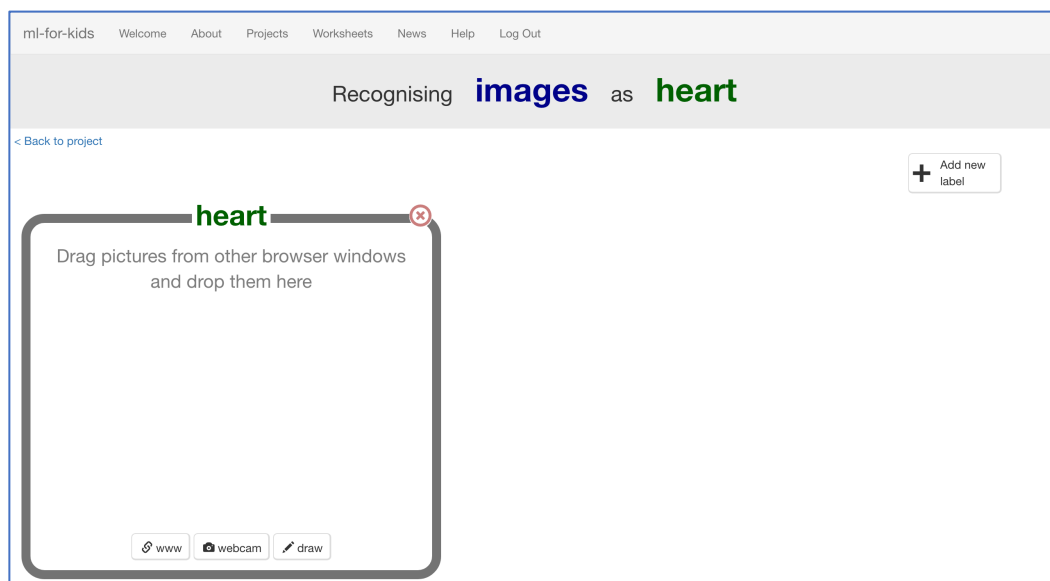 ml-for-kids Welcome About Projects Worksheets News Help Log Out
Recognising images as heart
< Back to project
Add new
label
heart
Drag pictures from other browser windows
and drop them here
www webcam draw